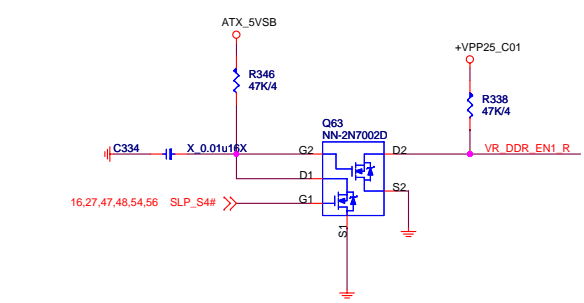 ATX_5VSB
+VPP25_C01
R346
47K/4
R338
47K/4
Q63
NN-2N7002D
C334
X_0.01u16X
G2
D2
VR_DDR_EN1_R
D1
S2
16,27,47,48,54,56 SLP_S4#
G1
S1